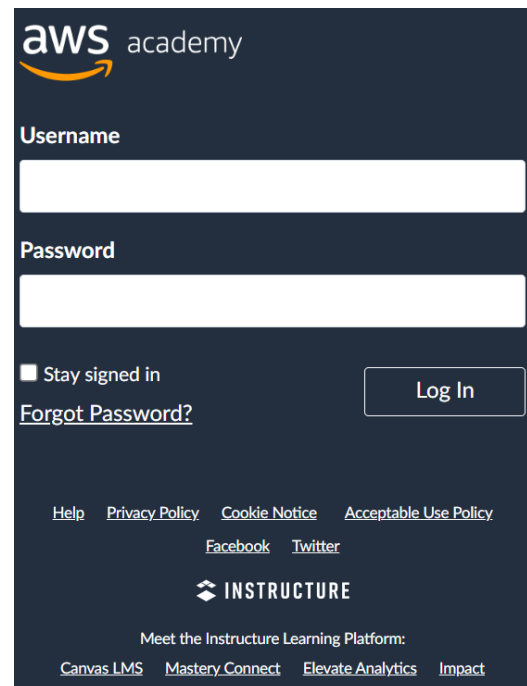 aws academy
Username
Password
Stay signed in
Log In
Forgot Password?
Help Privacy Policy Cookie Notice Acceptable Use Policy
Facebook Twitter
INSTRUCTURE
Meet the Instructure Learning Platform:
Canvas LMS Mastery Connect Elevate Analytics Impact